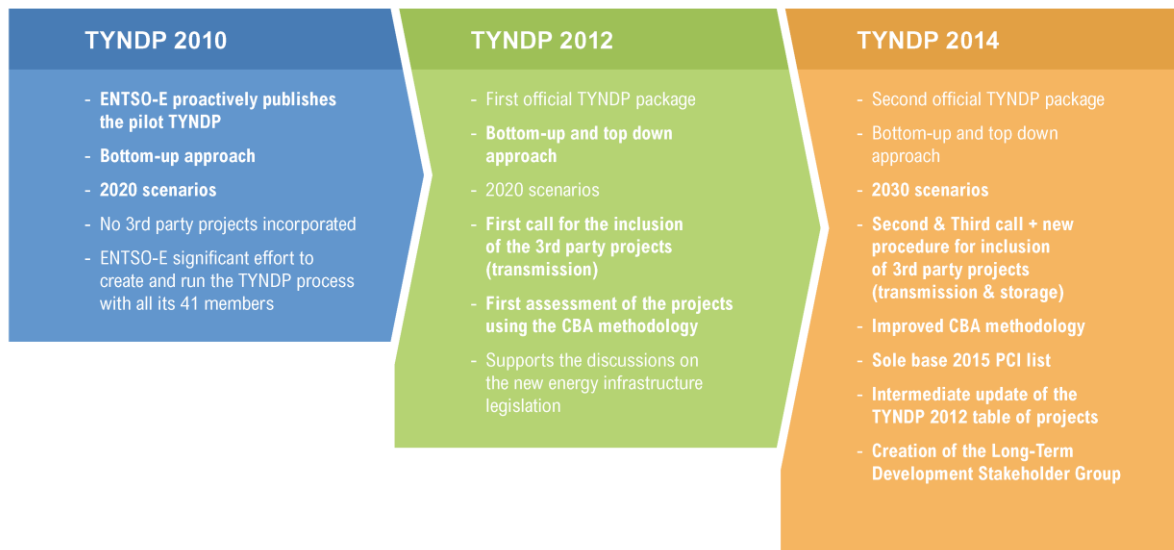 TYNDP 2010
- ENTSO-E proactively publishes
the pilot TYNDP
- Bottom-up approach
- 2020 scenarios
- No 3rd party projects incorporated
- ENTSO-E significant effort to
create and run the TYNDP process
with all its 41 members
TYNDP 2012
- First official TYNDP package
- Bottom-up and top down
approach
- 2020 scenarios
- First call for the inclusion
of the 3rd party projects
(transmission)
- First assessment of the projects
using the CBA methodology
- Supports the discussions on
the new energy infrastructure
legislation
TYNDP 2014
- Second official TYNDP package
- Bottom-up and top down
approach
- 2030 scenarios
- Second & Third call + new
procedure for inclusion
of 3rd party projects
(transmission & storage)
- Improved CBA methodology
- Sole base 2015 PCI list
- Intermediate update of the
TYNDP 2012 table of projects
- Creation of the Long-Term
Development Stakeholder Group